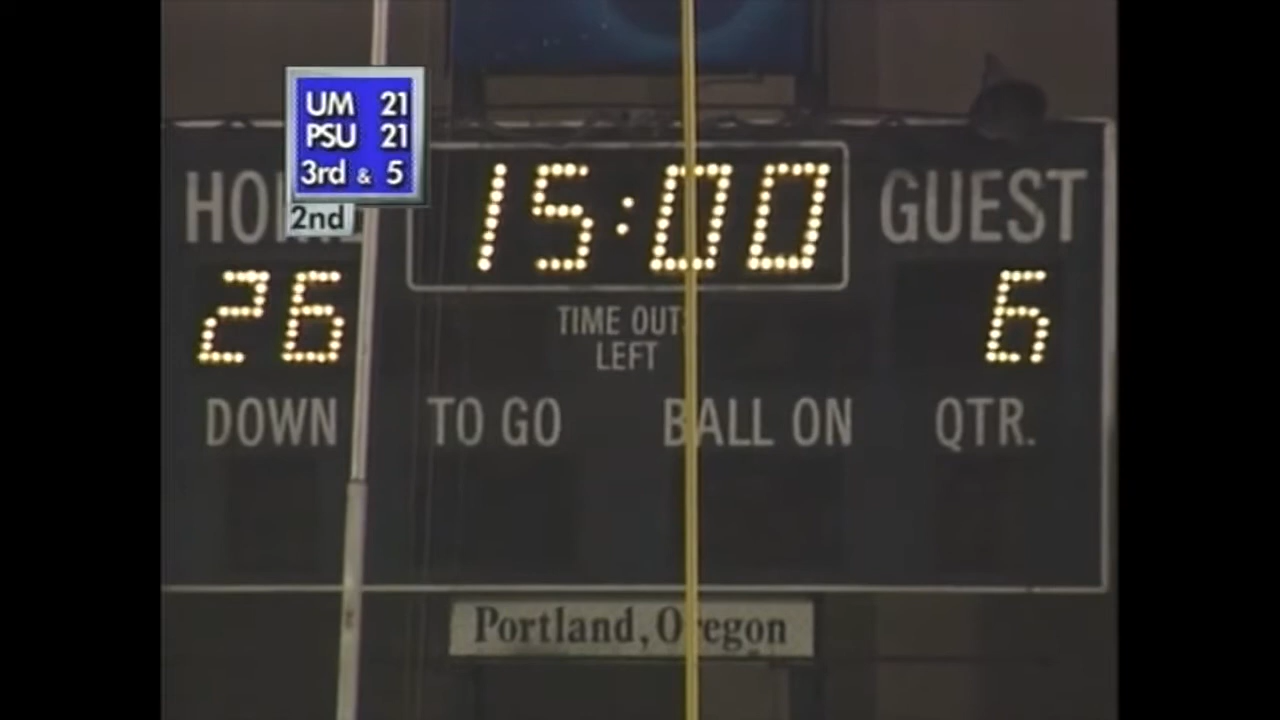 UM 21
PSU 21
3rd & 5
2nd
HOME
15:00
GUEST
26
6
TIME OUTS
LEFT
DOWN
TO GO
BALL ON
QTR.
Portland, Oregon